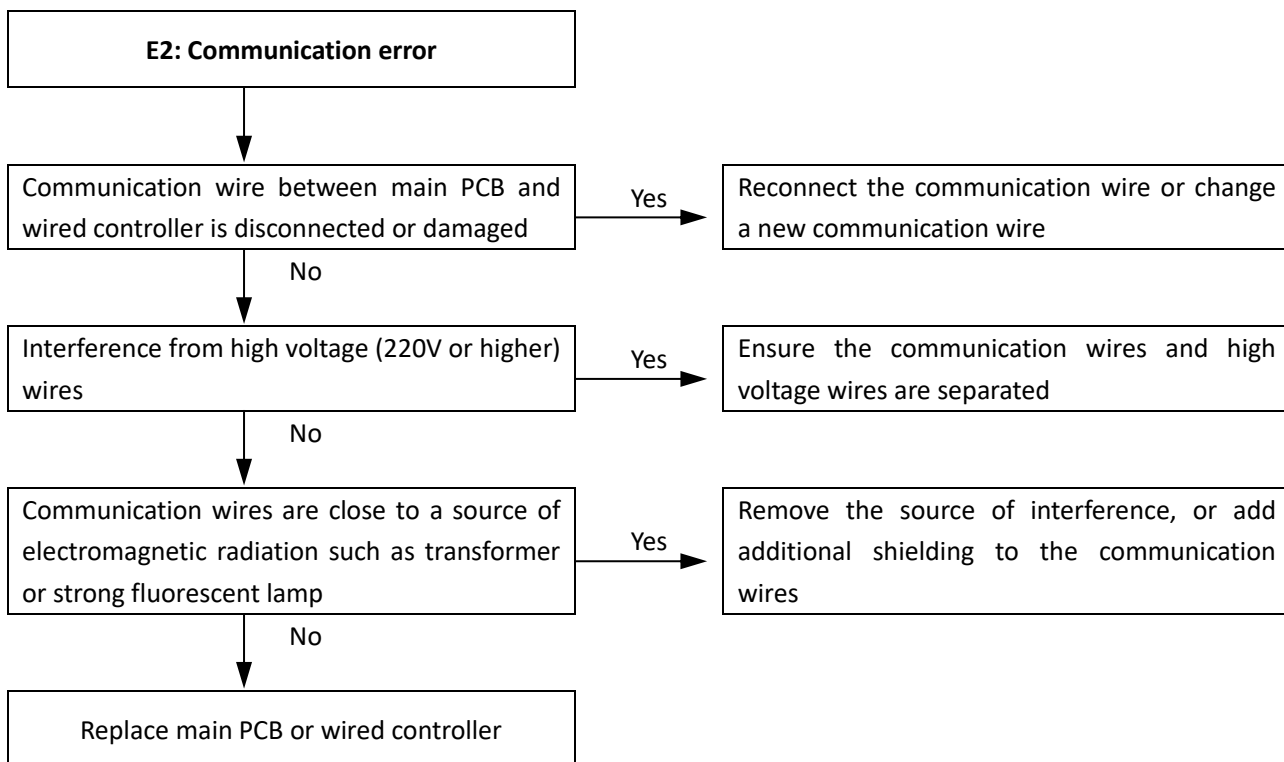 E2: Communication error
Communication wire between main PCB and
wired controller is disconnected or damaged
Yes
Reconnect the communication wire or change
a new communication wire
No
Interference from high voltage (220V or higher)
wires
Yes
Ensure the communication wires and high
voltage wires are separated
No
Communication wires are close to a source of
electromagnetic radiation such as transformer
or strong fluorescent lamp
Yes
Remove the source of interference, or add
additional shielding to the communication
wires
No
Replace main PCB or wired controller